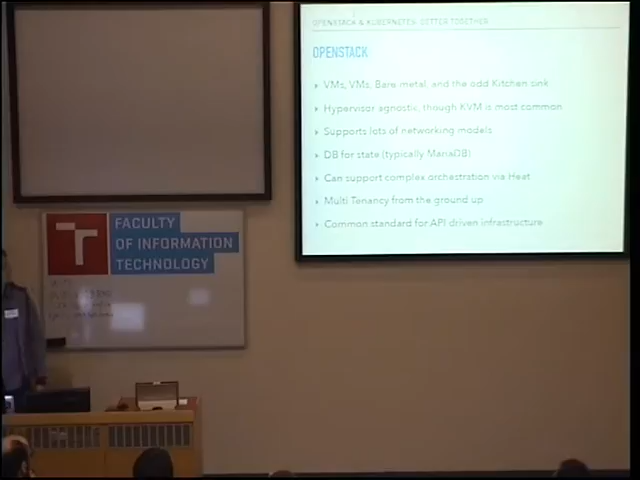 OPENSTACK & KUBERNETES: BETTER TOGETHER
OPENSTACK
VMs, VMs, Bare metal, and the odd Kitchen sink
Hypervisor agnostic, though KVM is most common
Supports lots of networking models
DB for state (typically MariaDB)
Can support complex orchestration via Heat
Multi Tenancy from the ground up
Common standard for API driven infrastructure
FACULTY
OF INFORMATION
TECHNOLOGY